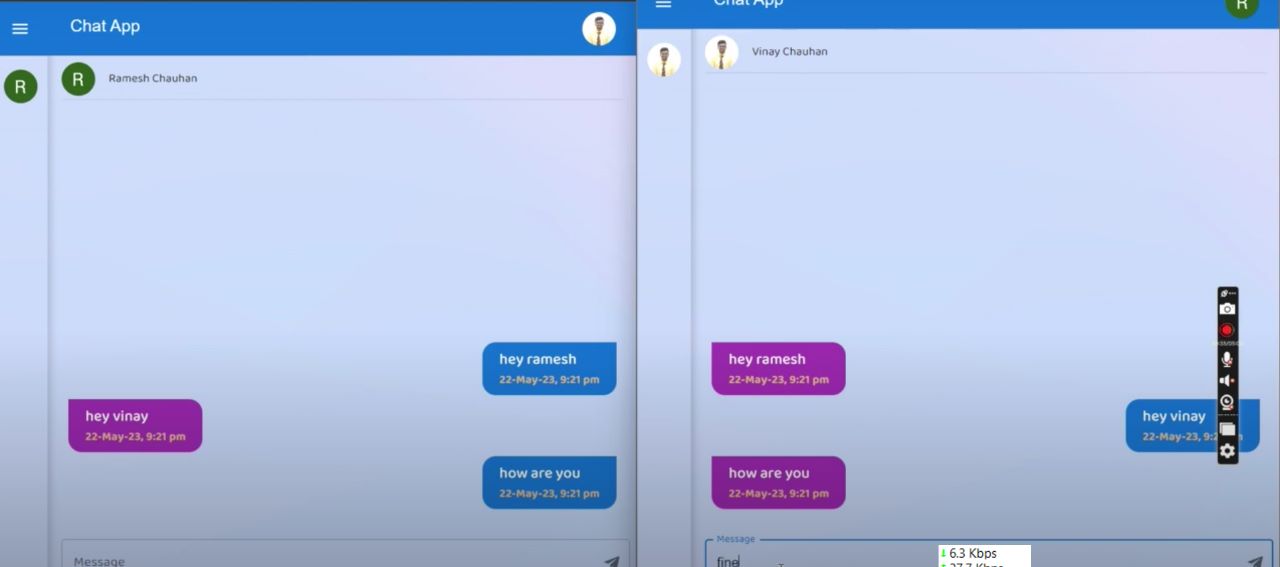 Chat App
R
R
Ramesh Chauhan
hey ramesh
22-May-23, 9:21 pm
hey vinay
22-May-23, 9:21 pm
how are you
22-May-23, 9:21 pm
Message
Chat App
R
Vinay Chauhan
hey ramesh
22-May-23, 9:21 pm
hey vinay
22-May-23, 9:2
how are you
22-May-23, 9:21 pm
Message
fine
6.3 Kbps